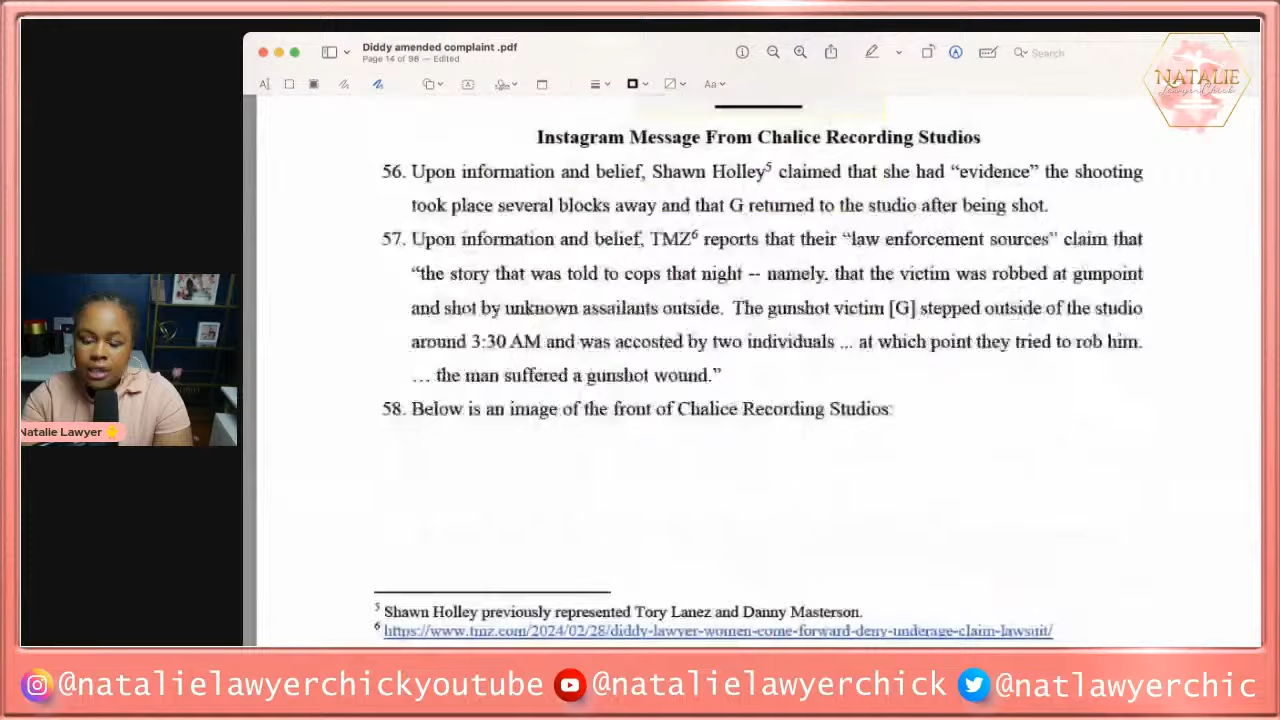 Diddy amended complaint .pdf
Page 14 of 98 — Edited
Search
NATALIE
LawyerChick
Instagram Message From Chalice Recording Studios
56. Upon information and belief, Shawn Holley5 claimed that she had “evidence” the shooting
took place several blocks away and that G returned to the studio after being shot.
57. Upon information and belief, TMZ6 reports that their “law enforcement sources” claim that
“the story that was told to cops that night -- namely. that the victim was robbed at gunpoint
and shot by unknown assailants outside. The gunshot victim [G] stepped outside of the studio
around 3:30 AM and was accosted by two individuals ... at which point they tried to rob him.
… the man suffered a gunshot wound.”
58. Below is an image of the front of Chalice Recording Studios:
Natalie Lawyer
5 Shawn Holley previously represented Tory Lanez and Danny Masterson.
6 https://www.tmz.com/2024/02/28/diddy-lawyer-women-come-forward-deny-underage-claim-lawsuit/
@natalielawyerchickyoutube @natalielawyerchick @natlawyerchic